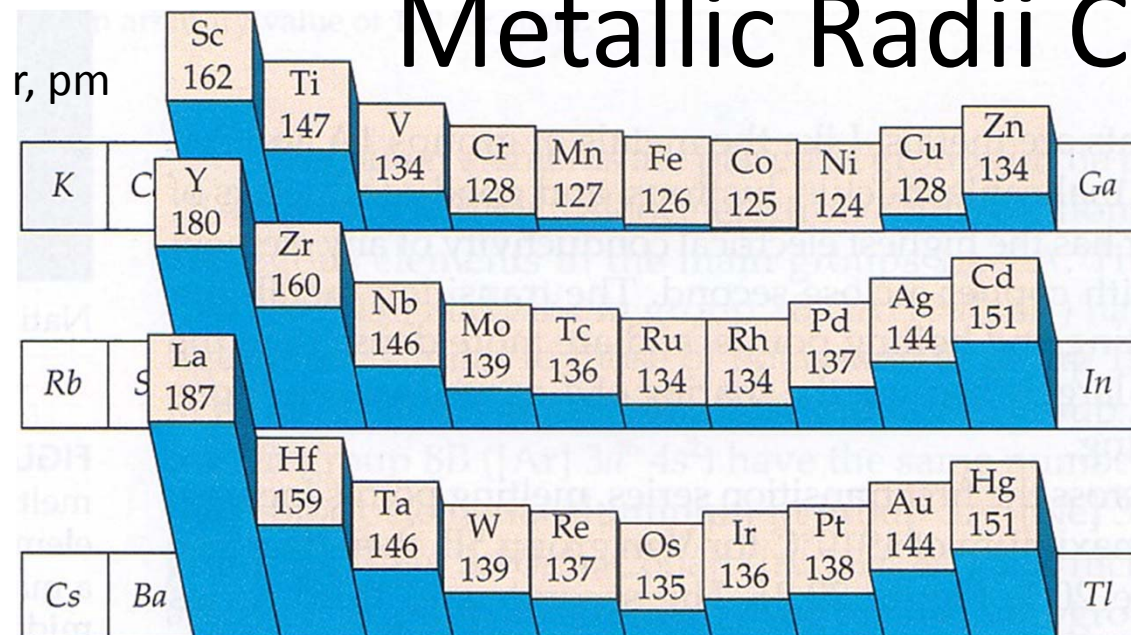 Metallic Radii C
r, pm
Sc
162
Ti
147
V
134
Cr
128
Mn
127
Fe
126
Co
125
Ni
124
Cu
128
Zn
134
K
C
Ga
Y
180
Zr
160
Nb
146
Mo
139
Tc
136
Ru
134
Rh
134
Pd
137
Ag
144
Cd
151
Rb
S
In
La
187
Hf
159
Ta
146
W
139
Re
137
Os
135
Ir
136
Pt
138
Au
144
Hg
151
Cs
Ba
Tl